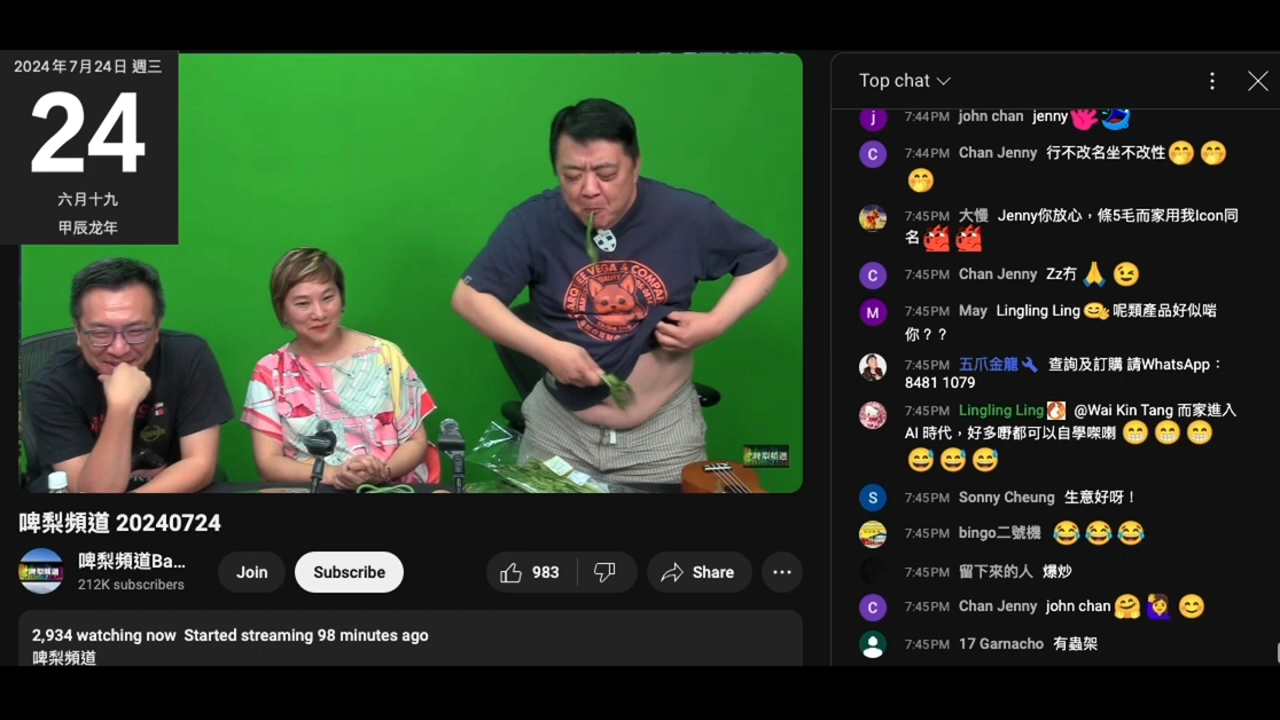 2024年7月24日 週三
24
六月十九
甲辰龙年
VEGA & COMPA
啤梨頻道
啤梨頻道 20240724
啤梨頻道Ba...
212K subscribers
Join
Subscribe
983
Share
2,934 watching now Started streaming 98 minutes ago
啤梨頻道
Top chat
j
7:44PM john chan jenny
C
7:44PM Chan Jenny 行不改名坐不改性
7:45PM 大慢 Jenny你放心，條5毛而家用我Icon同
名
C
7:45PM Chan Jenny Zz冇
M
7:45PM May Lingling Ling 呢類產品好似啱
你？？
7:45PM 五爪金龍 查詢及訂購 請WhatsApp：
8481 1079
7:45PM Lingling Ling @Wai Kin Tang 而家進入
AI 時代，好多嘢都可以自學㗎喇
S
7:45PM Sonny Cheung 生意好呀！
7:45PM bingo二號機
7:45PM 留下來的人 爆炒
C
7:45PM Chan Jenny john chan
7:45PM 17 Garnacho 有蟲架